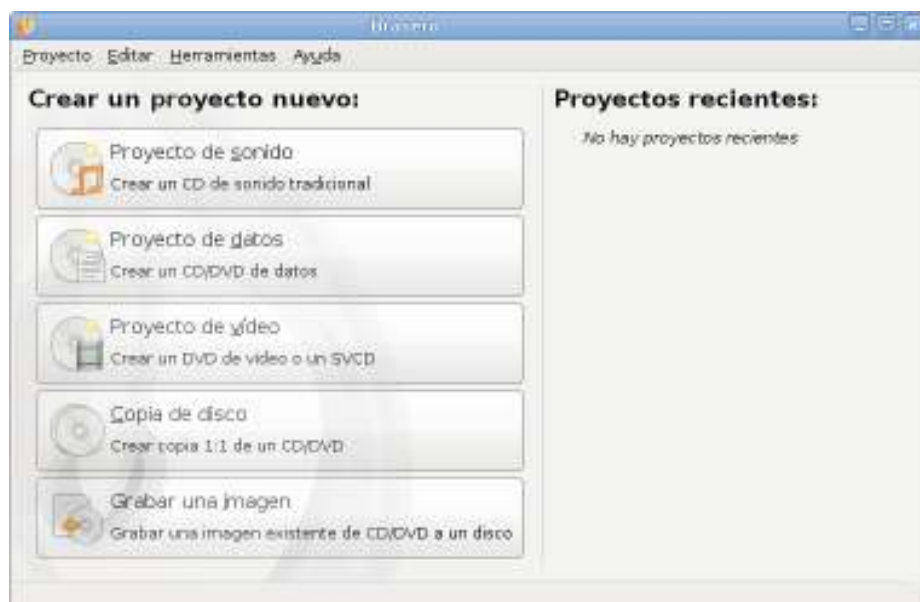 Brasero
Proyecto Editar Herramientas Ayuda
Crear un proyecto nuevo:
Proyecto de sonido
Crear un CD de sonido tradicional
Proyecto de datos
Crear un CD/DVD de datos
Proyecto de vídeo
Crear un DVD de vídeo o un SVCD
Copia de disco
Crear copia 1:1 de un CD/DVD
Grabar una imagen
Grabar una imagen existente de CD/DVD a un disco
Proyectos recientes:
No hay proyectos recientes